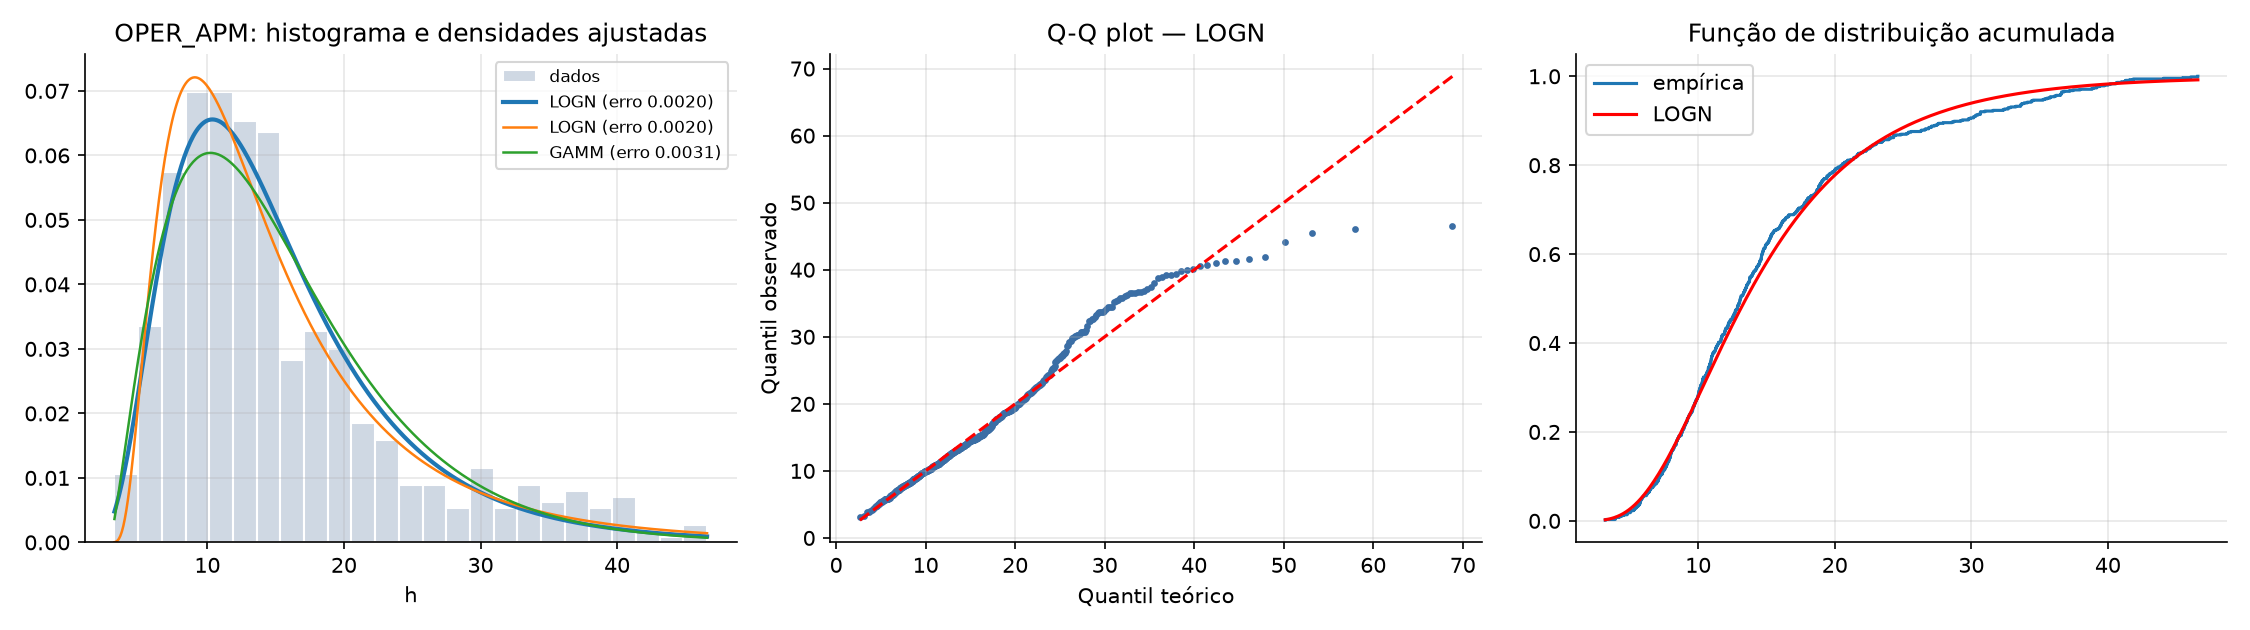 OPER_APM: histograma e densidades ajustadas
dados
LOGN (erro 0.0020)
LOGN (erro 0.0020)
GAMM (erro 0.0031)
0.07
0.06
0.05
0.04
0.03
0.02
0.01
0.00
10 20 30 40
h
Q-Q plot — LOGN
Quantil observado
70
60
50
40
30
20
10
0
0 10 20 30 40 50 60 70
Quantil teórico
Função de distribuição acumulada
empírica
LOGN
1.0
0.8
0.6
0.4
0.2
0.0
10 20 30 40